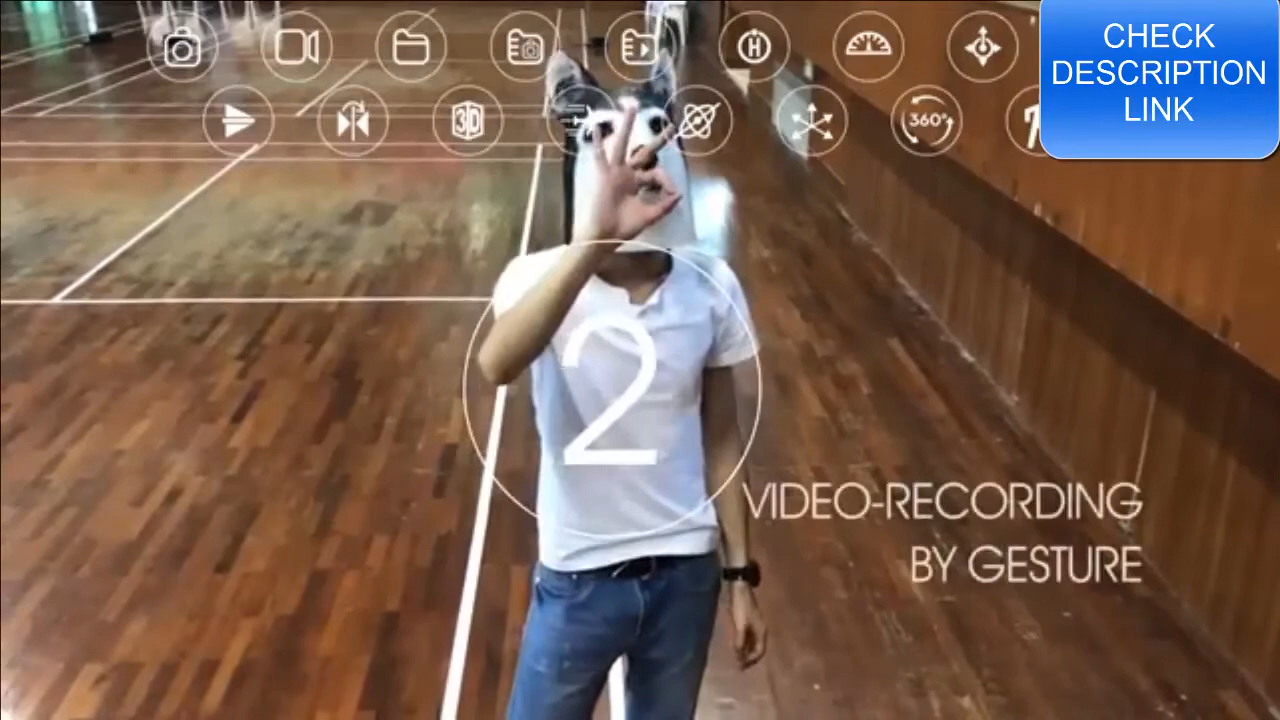 CHECK
DESCRIPTION
LINK
H
3D
360°
2
VIDEO-RECORDING
BY GESTURE